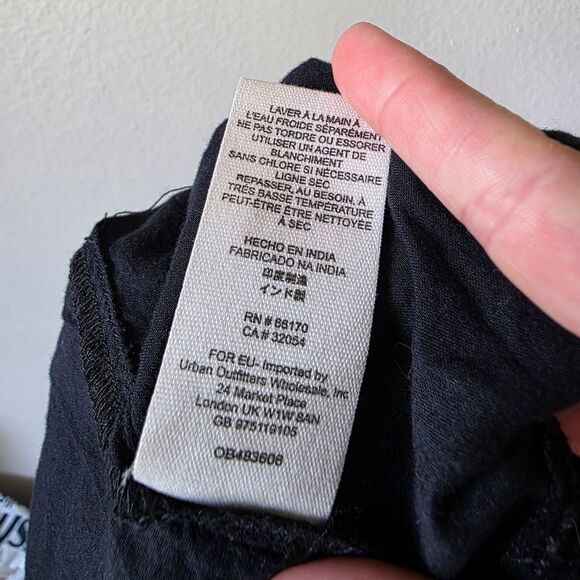 LAVER À LA MAIN À
L'EAU FROIDE SÉPARÉMENT
NE PAS TORDRE OU ESSORER
UTILISER UN AGENT DE
BLANCHIMENT
SANS CHLORE SI NÉCESSAIRE
LIGNE SEC
REPASSER, AU BESOIN, À
TRÈS BASSE TEMPÉRATURE
PEUT-ÊTRE ÊTRE NETTOYÉE
À SEC
HECHO EN INDIA
FABRICADO NA INDIA
印度製造
インド製
RN # 66170
CA # 32054
FOR EU- Imported by
Urban Outfitters Wholesale, Inc
24 Market Place
London UK W1W 8AN
GB 975119105
OB493608